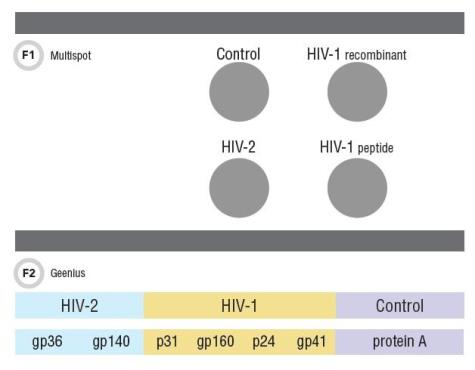 F1 Multispot
Control HIV-1 recombinant
HIV-2 HIV-1 peptide
F2 Geenius
HIV-2 HIV-1 Control
gp36 gp140 p31 gp160 p24 gp41 protein A